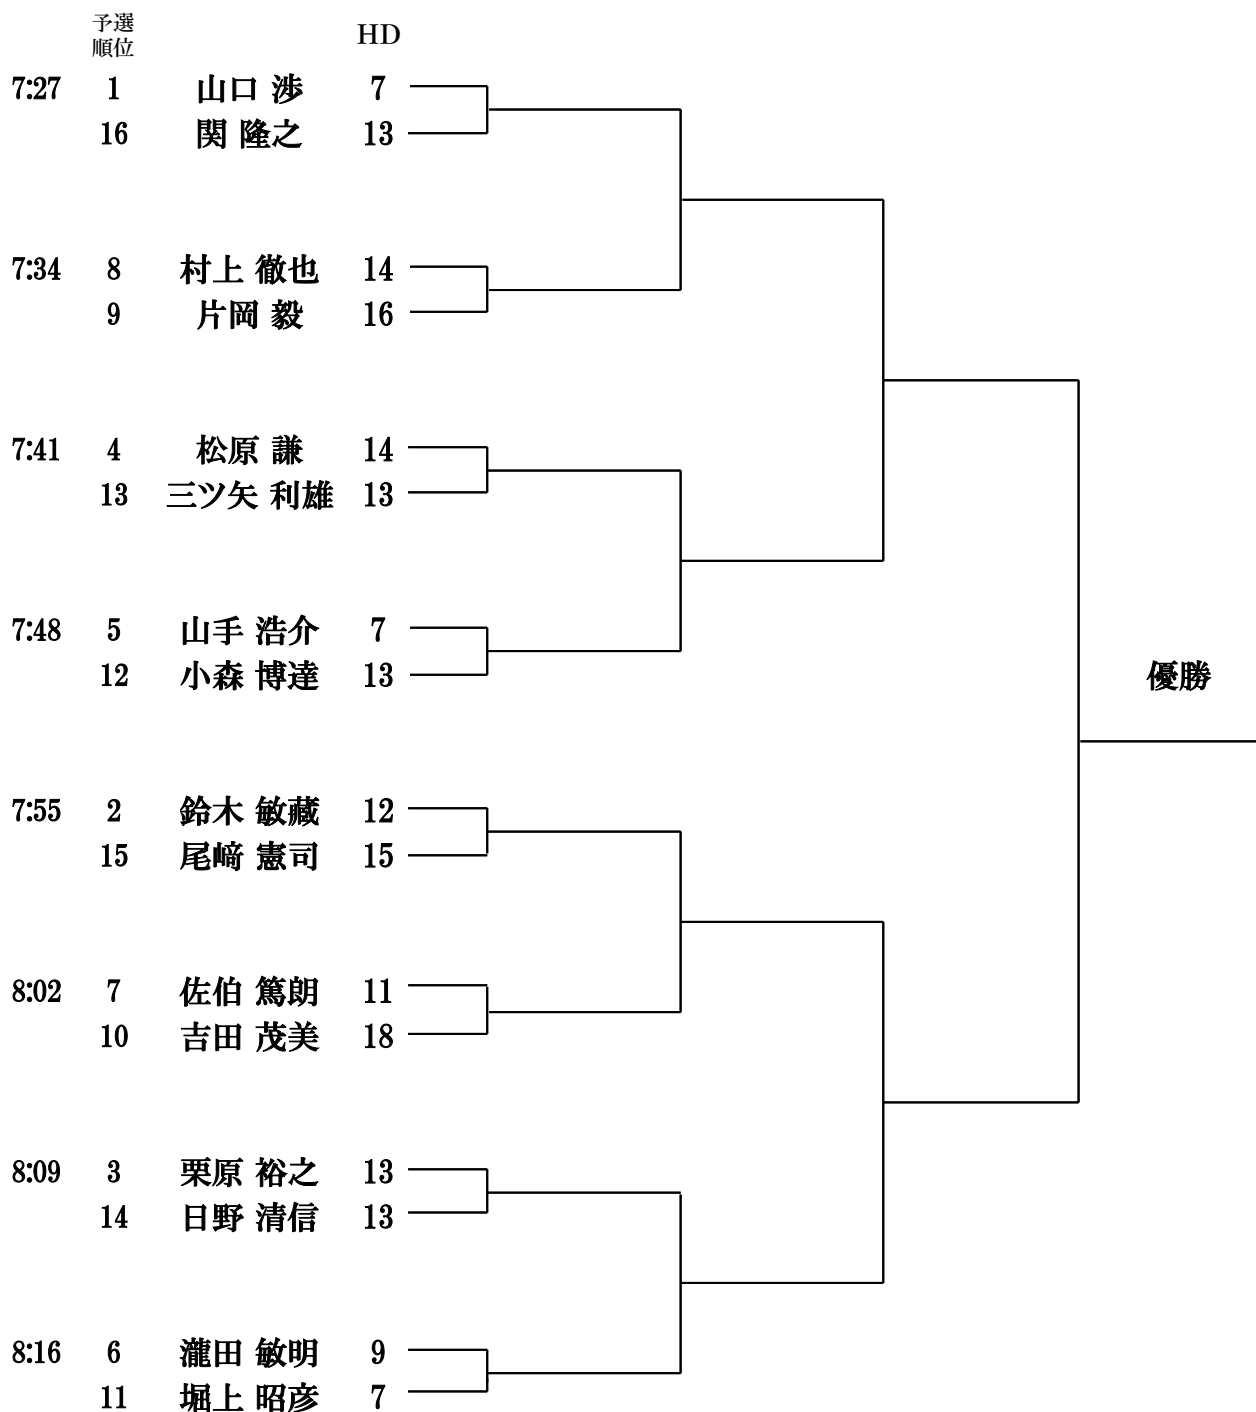 予選
順位 HD
7:27 1 山口 渉 7
16 関 隆之 13
7:34 8 村上 徹也 14
9 片岡 毅 16
7:41 4 松原 謙 14
13 三ツ矢 利雄 13
7:48 5 山手 浩介 7
12 小森 博達 13
優勝
7:55 2 鈴木 敏藏 12
15 尾﨑 憲司 15
8:02 7 佐伯 篤朗 11
10 吉田 茂美 18
8:09 3 栗原 裕之 13
14 日野 清信 13
8:16 6 瀧田 敏明 9
11 堀上 昭彦 7